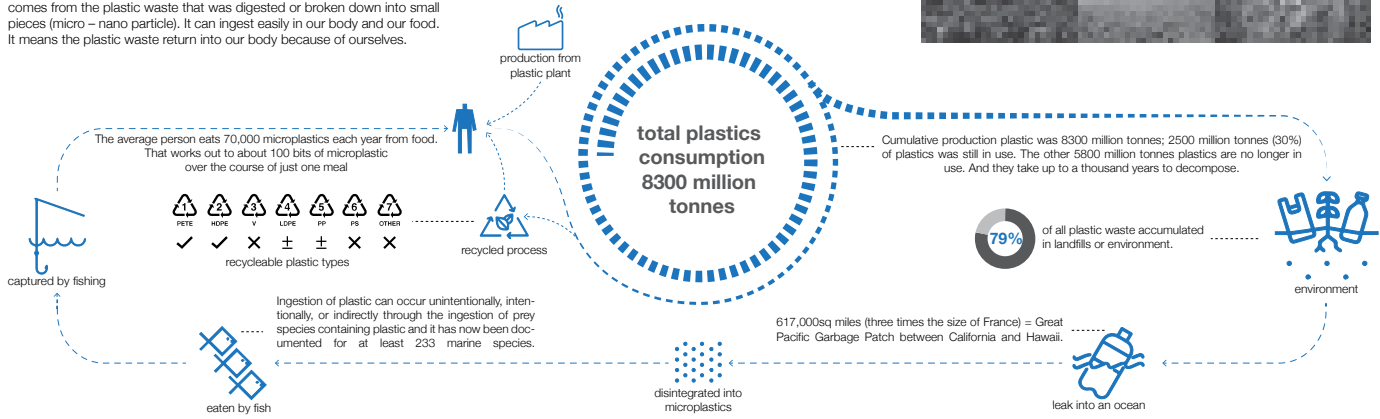 comes from the plastic waste that was digested or broken down into small
pieces (micro – nano particle). It can ingest easily in our body and our food.
It means the plastic waste return into our body because of ourselves.
production from
plastic plant
The average person eats 70,000 microplastics each year from food.
That works out to about 100 bits of microplastic
over the course of just one meal
total plastics
consumption
8300 million
tonnes
Cumulative production plastic was 8300 million tonnes; 2500 million tonnes (30%)
of plastics was still in use. The other 5800 million tonnes plastics are no longer in
use. And they take up to a thousand years to decompose.
1 2 3 4 5 6 7
PETE HDPE V LDPE PP PS OTHER
± ±
recycleable plastic types
recycled process
79%
of all plastic waste accumulated
in landfills or environment.
environment
captured by fishing
Ingestion of plastic can occur unintentionally, inten-
tionally, or indirectly through the ingestion of prey
species containing plastic and it has now been doc-
umented for at least 233 marine species.
617,000sq miles (three times the size of France) = Great
Pacific Garbage Patch between California and Hawaii.
eaten by fish
disintegrated into
microplastics
leak into an ocean